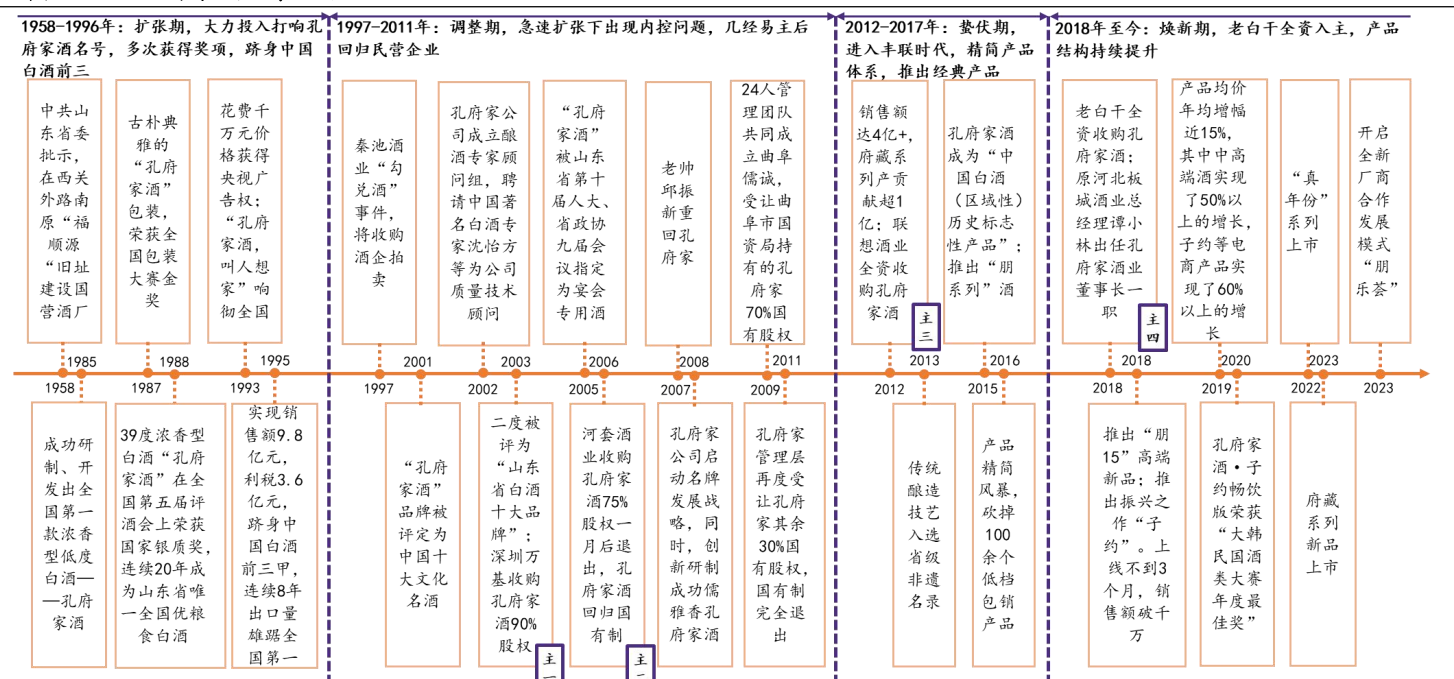 1958-1996年：扩张期，大力投入打响孔
府家酒名号，多次获得奖项，跻身中国
白酒前三
1997-2011年：调整期，急速扩张下出现内控问题，几经易主后
回归民营企业
2012-2017年：蛰伏期，
进入丰联时代，精简产品
体系，推出经典产品
2018年至今：焕新期，老白干全资入主，产品
结构持续提升
中共山
东省委
批示，
在西关
外路南
原“福
顺源
“旧址
建设国
营酒厂
古朴典
雅的
“孔府
家酒”
包装，
荣获全
国包装
大赛金
奖
花费千
万元价
格获得
央视广
告权；
“孔府
家酒，
叫人想
家”响
彻全国
秦池酒
业“勾
兑酒”
事件，
将收购
酒企拍
卖
孔府家公
司成立酿
酒专家顾
问组，聘
请中国著
名白酒专
家沈怡方
等为公司
质量技术
顾问
“孔府
家酒”
被山东
省第十
届人大、
省政协
九届会
议指定
为宴会
专用酒
老帅
邱振
新重
回孔
府家
24人管
理团队
共同成
立曲阜
儒诚，
受让曲
阜市国
资局持
有的孔
府家
70%国
有股权
销售额
达4亿+，
府藏系
列产贡
献超1
亿；联
想酒业
全资收
购孔府
家酒
主
三
孔府家酒
成为“中
国白酒
（区域性）
历史标志
性产品”；
推出“朋
系列”酒
老白干全
资收购孔
府家酒；
原河北板
城酒业总
经理谭小
林出任孔
府家酒业
董事长一
职
主
四
产品均价
年均增幅
近15%，
其中中高
端酒实现
了50%以
上的增长，
子约等电
商产品实
现了60%
以上的增
长
“真
年份”
系列
上市
开启
全新
厂商
合作
发展
模式
“朋
乐荟”
1985
1988
1995
2001
2003
2006
2008
2011
2013
2016
2018
2020
2023
1958
1987
1993
1997
2002
2005
2007
2009
2012
2015
2018
2019
2022
2023
成功研
制、开
发出全
国第一
款浓香
型低度
白酒—
—孔府
家酒
39度浓香型
白酒“孔府
家酒”在全
国第五届评
酒会上荣获
国家银质奖，
连续20年成
为山东省唯
一全国优粮
食白酒
实现销
售额9.8
亿元，
利税3.6
亿元，
跻身中
国白酒
前三甲，
连续8年
出口量
雄踞全
国第一
“孔府
家酒”
品牌被
评定为
中国十
大文化
名酒
二度被
评为
“山东
省白酒
十大品
牌”；
深圳万
基收购
孔府家
酒90%
股权
主
一
河套酒
业收购
孔府家
酒75%
股权一
月后退
出，孔
府家酒
回归国
有制
主
孔府家
公司启
动名牌
发展战
略，同
时，创
新研制
成功儒
雅香孔
府家酒
孔府家
管理层
再度受
让孔府
家其余
30%国
有股权，
国有制
完全退
出
传统
酿造
技艺
入选
省级
非遗
名录
产品
精简
风暴，
砍掉
100
余个
低档
包销
产品
推出“朋
15”高端
新品；推
出振兴之
作“子
约”。上
线不到3
个月，销
售额破千
万
孔府家
酒·子
约畅饮
版荣获
“大韩
民国酒
类大赛
年度最
佳奖”
府藏
系列
新品
上市